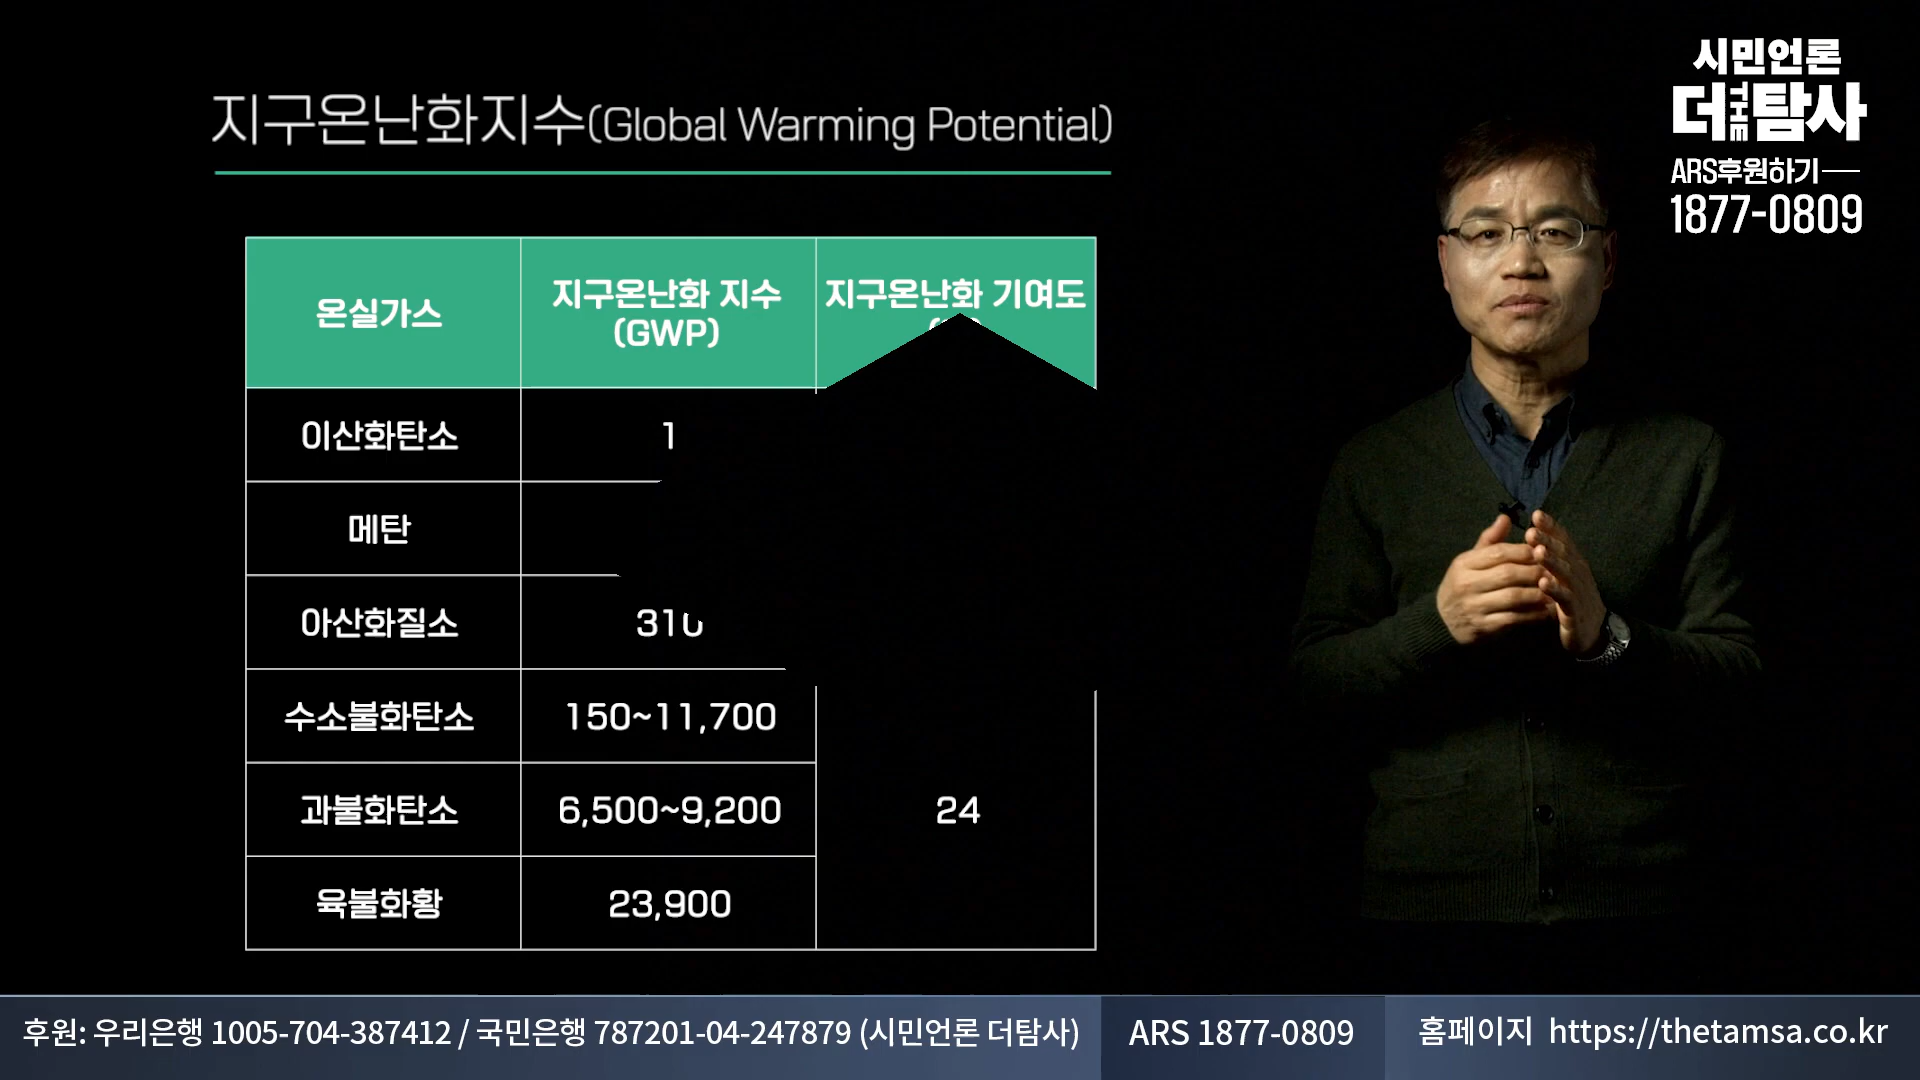 지구온난화지수(Global Warming Potential)
시민언론
더탐사
THE
ARS후원하기
1877-0809
온실가스
지구온난화 지수
(GWP)
지구온난화 기여도
이산화탄소
1
메탄
아산화질소
310
수소불화탄소
150~11,700
과불화탄소
6,500~9,200
24
육불화황
23,900
후원: 우리은행 1005-704-387412 / 국민은행 787201-04-247879 (시민언론 더탐사)
ARS 1877-0809
홈페이지 https://thetamsa.co.kr